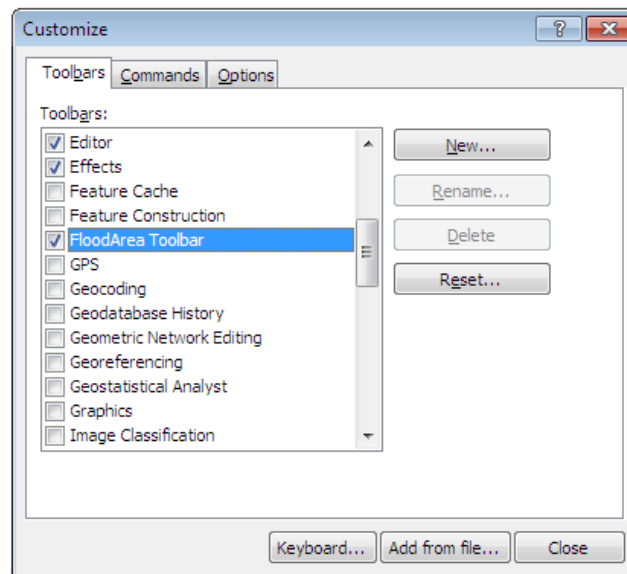 Customize
Toolbars Commands Options
Toolbars:
Editor
Effects
Feature Cache
Feature Construction
FloodArea Toolbar
GPS
Geocoding
Geodatabase History
Geometric Network Editing
Georeferencing
Geostatistical Analyst
Graphics
Image Classification
New...
Rename...
Delete
Reset...
Keyboard... Add from file... Close